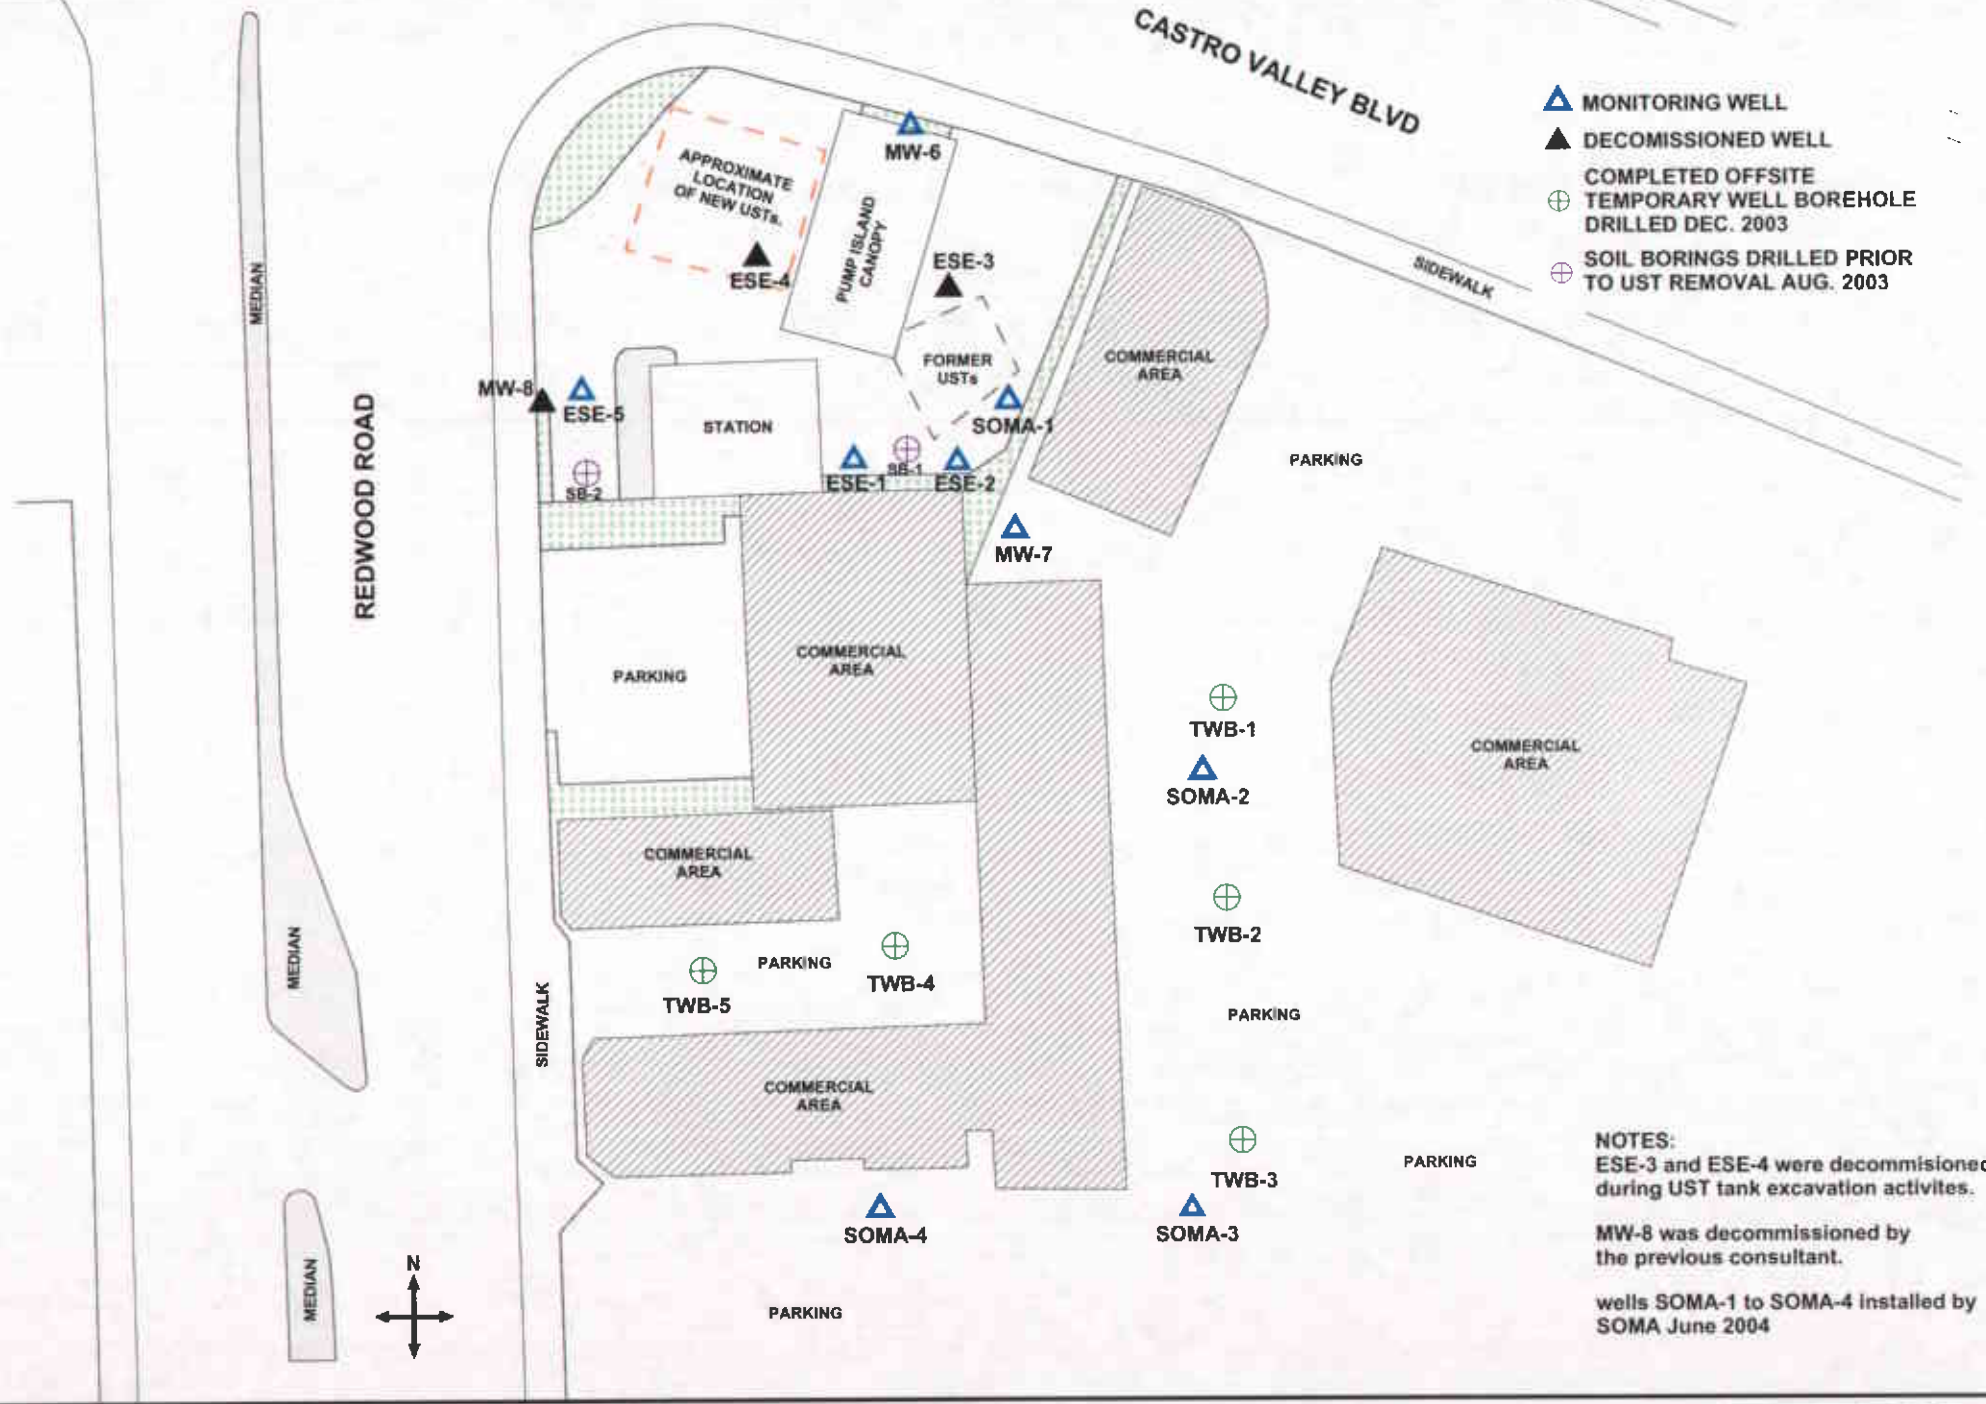 CASTRO VALLEY BLVD
MONITORING WELL
DECOMISSIONED WELL
COMPLETED OFFSITE
TEMPORARY WELL BOREHOLE
DRILLED DEC. 2003
SOIL BORINGS DRILLED PRIOR
TO UST REMOVAL AUG. 2003
MW-6
APPROXIMATE
LOCATION
OF NEW USTs.
PUMP ISLAND
CANOPY
ESE-3
ESE-4
MEDIAN
SIDEWALK
FORMER
USTs
COMMERCIAL
AREA
MW-8
ESE-5
STATION
SOMA-1
REDWOOD ROAD
PARKING
SB-2
ESE-1
SB-1
ESE-2
MW-7
PARKING
COMMERCIAL
AREA
TWB-1
COMMERCIAL
AREA
SOMA-2
COMMERCIAL
AREA
TWB-2
MEDIAN
PARKING
TWB-4
TWB-5
SIDEWALK
PARKING
COMMERCIAL
AREA
TWB-3
PARKING
SOMA-4
SOMA-3
MEDIAN
N
PARKING
NOTES:
ESE-3 and ESE-4 were decommisioned
during UST tank excavation activites.
MW-8 was decommissioned by
the previous consultant.
wells SOMA-1 to SOMA-4 installed by
SOMA June 2004